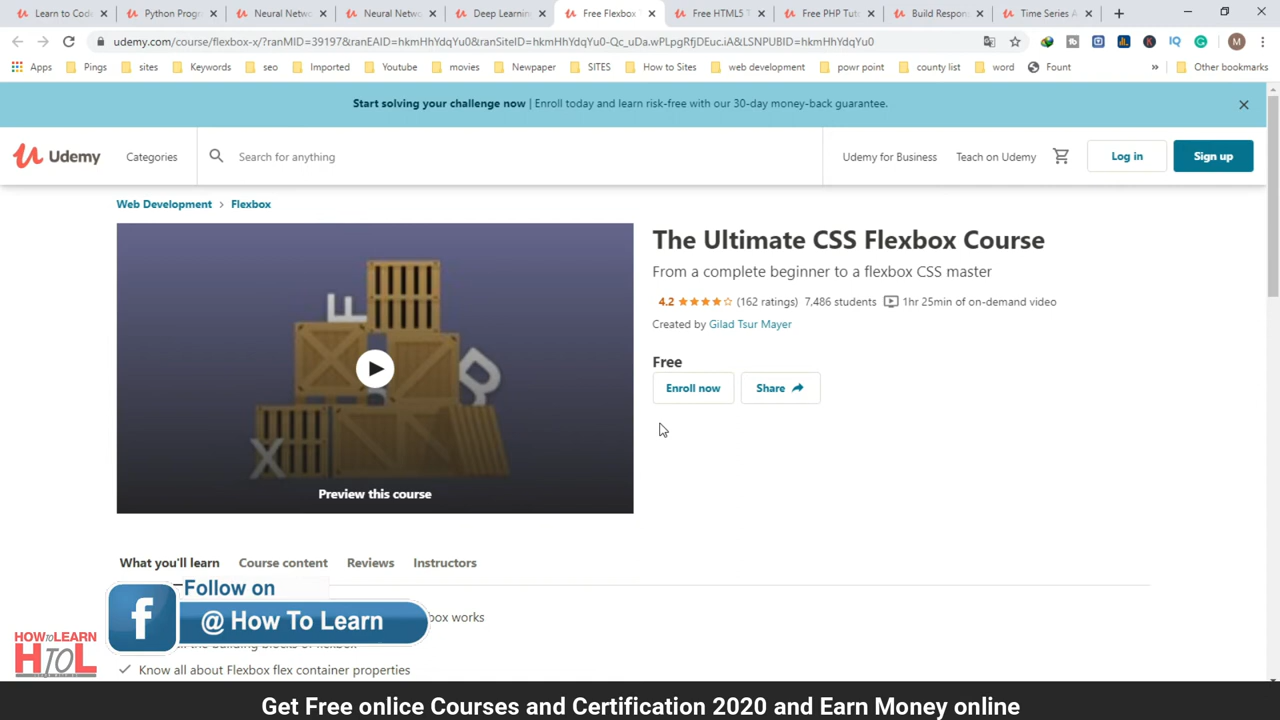 Learn to Code
Python Progr
Neural Netwo
Neural Netwo
Deep Learning
Free Flexbox
Free HTML5 T
Free PHP Tut
Build Respon
Time Series A
udemy.com/course/flexbox-x/?ranMID=39197&ranEAID=hkmHhYdqYu0&ranSiteID=hkmHhYdqYu0-Qc_uDa.wPLpgRfjDEuc.iA&LSNPUBID=hkmHhYdqYu0
Apps Pings sites Keywords seo Imported Youtube movies Newpaper SITES How to Sites web development powr point county list word Fount » Other bookmarks
Start solving your challenge now | Enroll today and learn risk-free with our 30-day money-back guarantee.
Udemy Categories Search for anything Udemy for Business Teach on Udemy Log in Sign up
Web Development > Flexbox
The Ultimate CSS Flexbox Course
From a complete beginner to a flexbox CSS master
4.2 (162 ratings) 7,486 students 1hr 25min of on-demand video
Created by Gilad Tsur Mayer
Free
Enroll now Share
F
R
X
Preview this course
What you'll learn Course content Reviews Instructors
Follow on
@ How To Learn
box works
Know all about Flexbox flex container properties
HOW to LEARN
H TO L
Get Free onlice Courses and Certification 2020 and Earn Money online